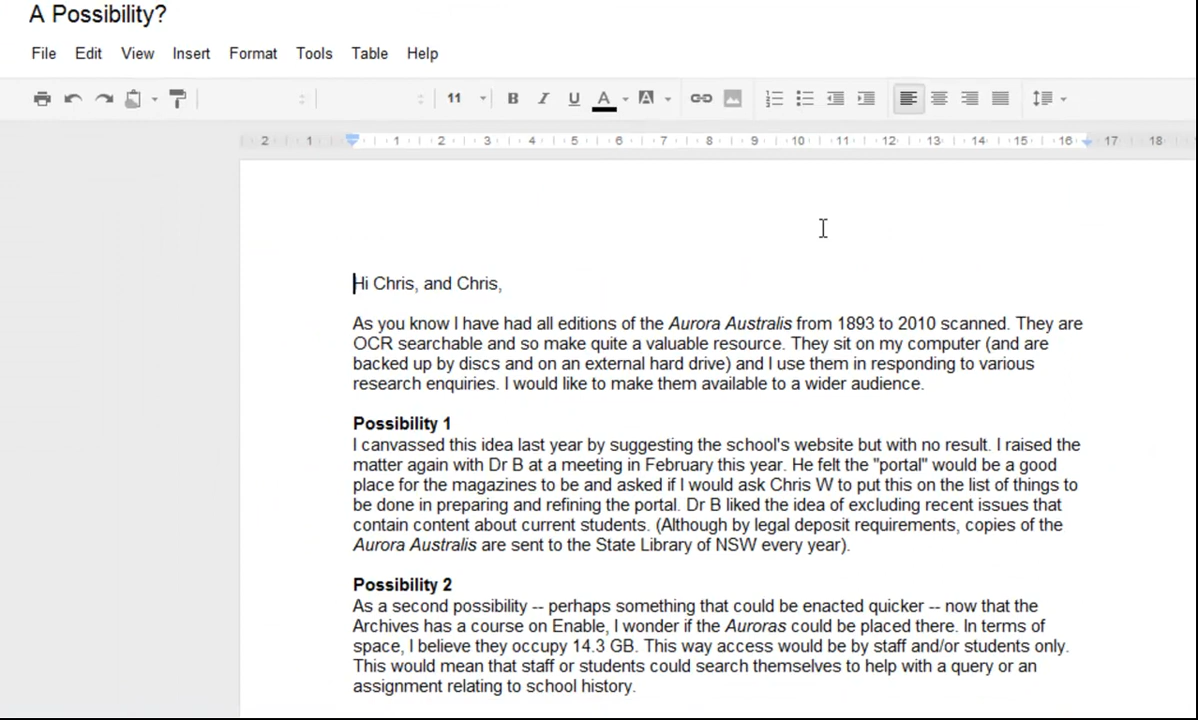 A Possibility?
File Edit View Insert Format Tools Table Help
11 B I U A A
2 1 1 2 3 4 5 6 7 8 9 10 11 12 13 14 15 16 17 18
Hi Chris, and Chris,
As you know I have had all editions of the Aurora Australis from 1893 to 2010 scanned. They are
OCR searchable and so make quite a valuable resource. They sit on my computer (and are
backed up by discs and on an external hard drive) and I use them in responding to various
research enquiries. I would like to make them available to a wider audience.
Possibility 1
I canvassed this idea last year by suggesting the school's website but with no result. I raised the
matter again with Dr B at a meeting in February this year. He felt the "portal" would be a good
place for the magazines to be and asked if I would ask Chris W to put this on the list of things to
be done in preparing and refining the portal. Dr B liked the idea of excluding recent issues that
contain content about current students. (Although by legal deposit requirements, copies of the
Aurora Australis are sent to the State Library of NSW every year).
Possibility 2
As a second possibility -- perhaps something that could be enacted quicker -- now that the
Archives has a course on Enable, I wonder if the Auroras could be placed there. In terms of
space, I believe they occupy 14.3 GB. This way access would be by staff and/or students only.
This would mean that staff or students could search themselves to help with a query or an
assignment relating to school history.